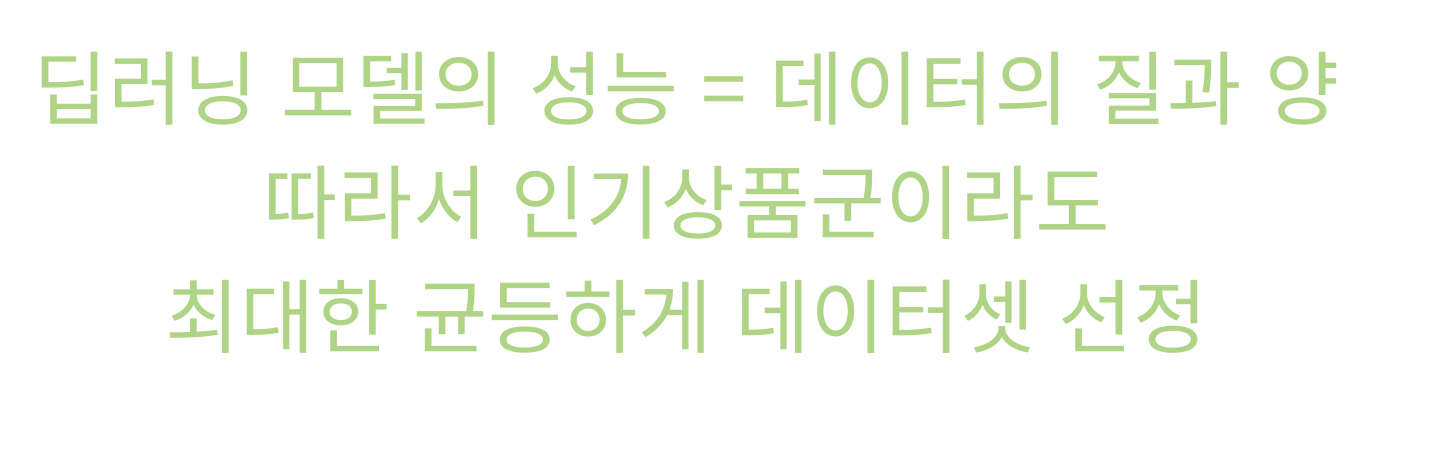 딥러닝 모델의 성능 = 데이터의 질과 양
따라서 인기상품군이라도
최대한 균등하게 데이터셋 선정